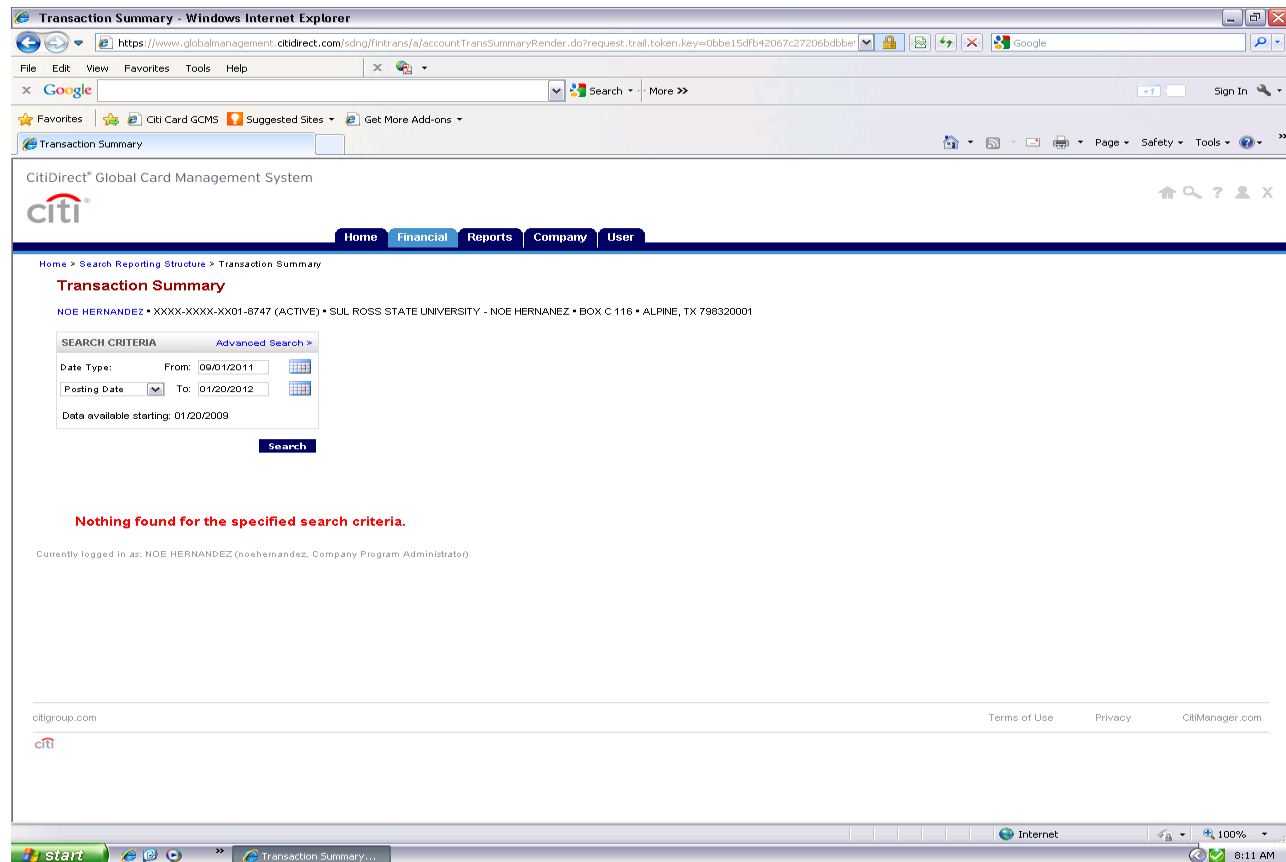 Transaction Summary - Windows Internet Explorer
https://www.globalmanagement.citidirect.com/sdng/fintrans/a/accountTransSummaryRender.do?request.trail.token.key=0bbe15dfb42067c27206bdbbe
Google
File Edit View Favorites Tools Help
x Google Search More >> Sign In
Favorites Citi Card GCMS Suggested Sites Get More Add-ons
Transaction Summary Page Safety Tools
CitiDirect® Global Card Management System
citi®
Home Financial Reports Company User
Home > Search Reporting Structure > Transaction Summary
Transaction Summary
NOE HERNANDEZ • XXXX-XXXX-XX01-8747 (ACTIVE) • SUL ROSS STATE UNIVERSITY - NOE HERNANEZ • BOX C 116 • ALPINE, TX 798320001
SEARCH CRITERIA Advanced Search »
Date Type: From: 09/01/2011
Posting Date To: 01/20/2012
Data available starting: 01/20/2009
Search
Nothing found for the specified search criteria.
Currently logged in as: NOE HERNANDEZ (noehernandez, Company Program Administrator)
citigroup.com Terms of Use Privacy CitiManager.com
citi
Internet 100%
start Transaction Summary... 8:11 AM